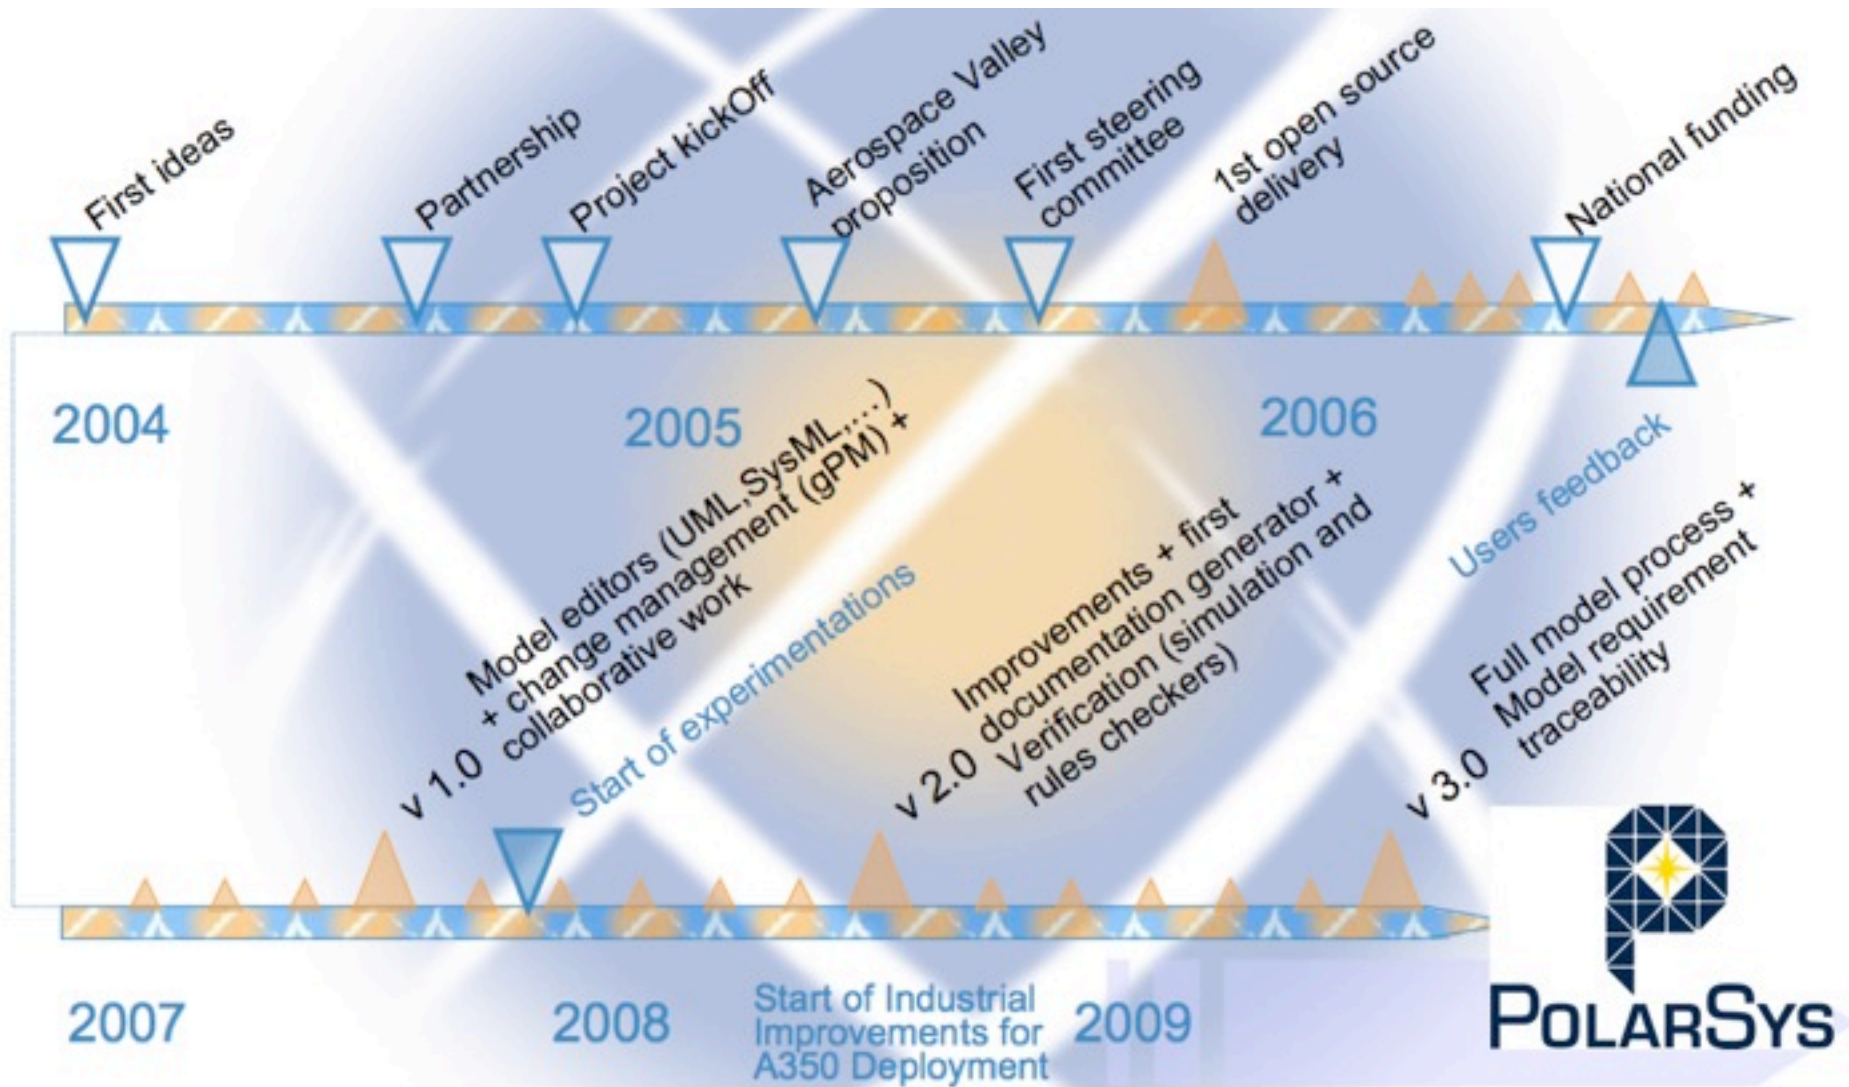 First ideas
Partnership
Project kickOff
Aerospace Valley
proposition
First steering
committee
1st open source
delivery
National funding
2004
2005
2006
Users feedback
v 1.0
Model editors (UML,SysML,...)
+ change management (gPM) +
collaborative work
Start of experimentations
v 2.0
Improvements + first
documentation generator +
Verification (simulation and
rules checkers)
v 3.0
Full model process +
Model requirement
traceability
2007
2008
Start of Industrial
Improvements for
A350 Deployment
2009
POLARSYS